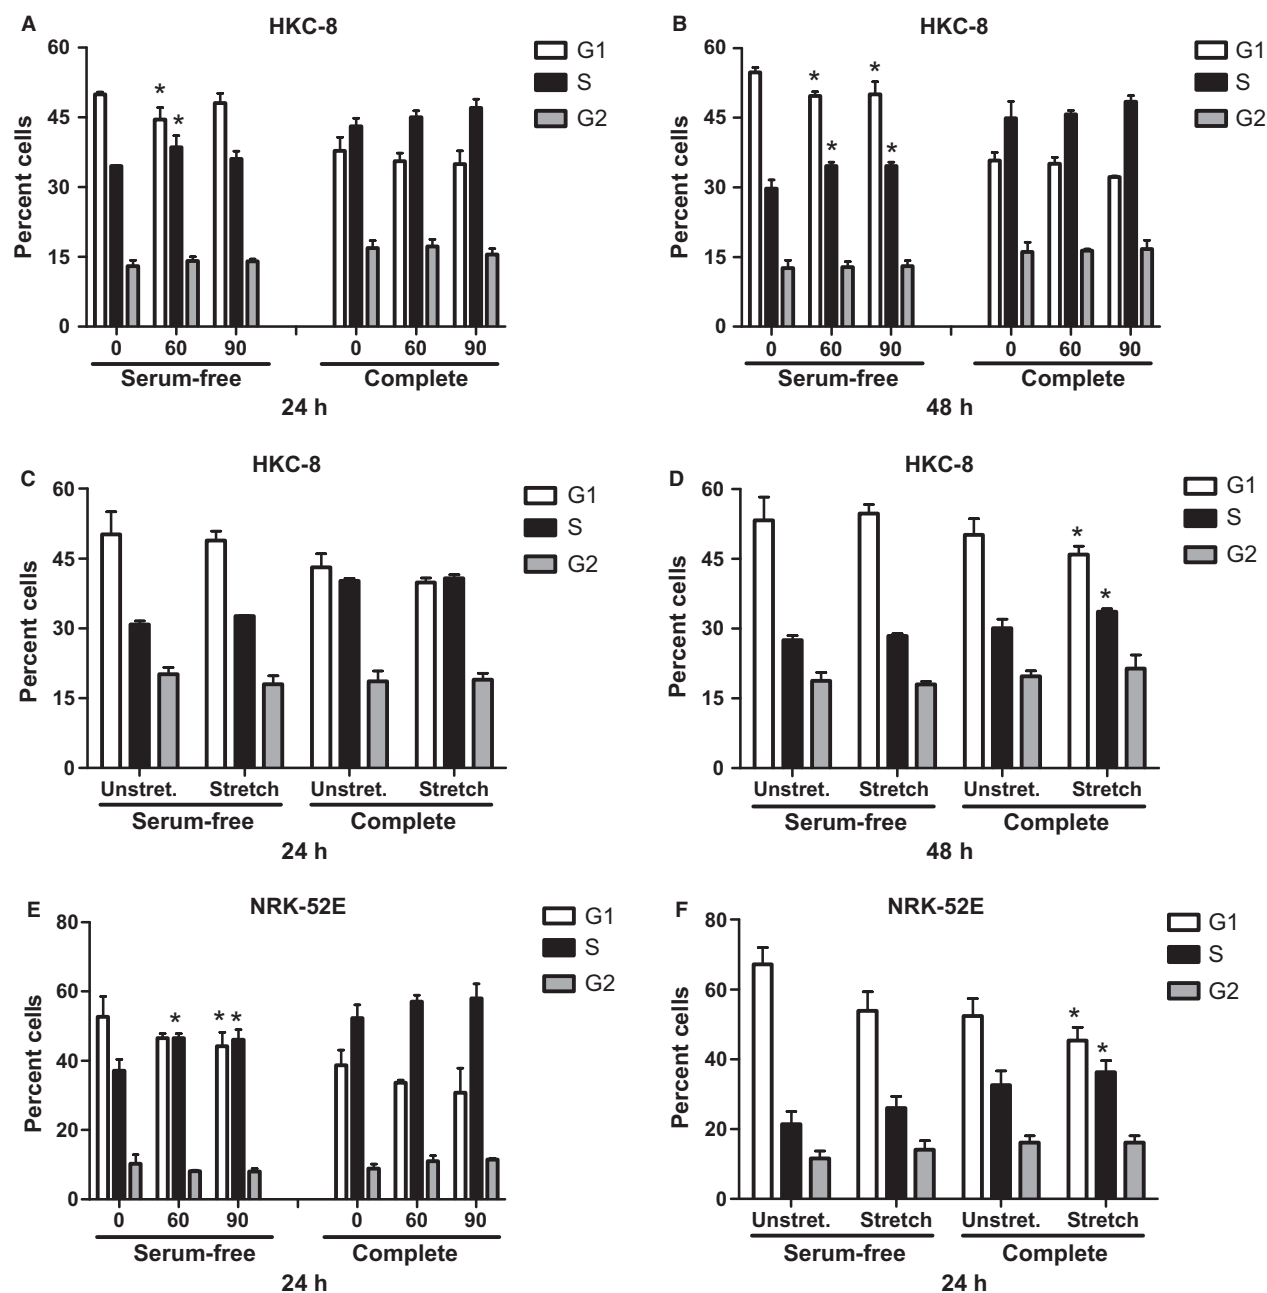 A
HKC-8
60
45
30
15
0
Percent cells
* *
G1
S
G2
0 60 90 0 60 90
Serum-free Complete
24 h
B
HKC-8
60
45
30
15
0
Percent cells
* * * *
G1
S
G2
0 60 90 0 60 90
Serum-free Complete
48 h
C
HKC-8
60
45
30
15
0
Percent cells
G1
S
G2
Unstret. Stretch Unstret. Stretch
Serum-free Complete
24 h
D
HKC-8
60
45
30
15
0
Percent cells
* *
G1
S
G2
Unstret. Stretch Unstret. Stretch
Serum-free Complete
48 h
E
NRK-52E
80
60
40
20
0
Percent cells
* * *
G1
S
G2
0 60 90 0 60 90
Serum-free Complete
24 h
F
NRK-52E
80
60
40
20
0
Percent cells
* *
G1
S
G2
Unstret. Stretch Unstret. Stretch
Serum-free Complete
24 h